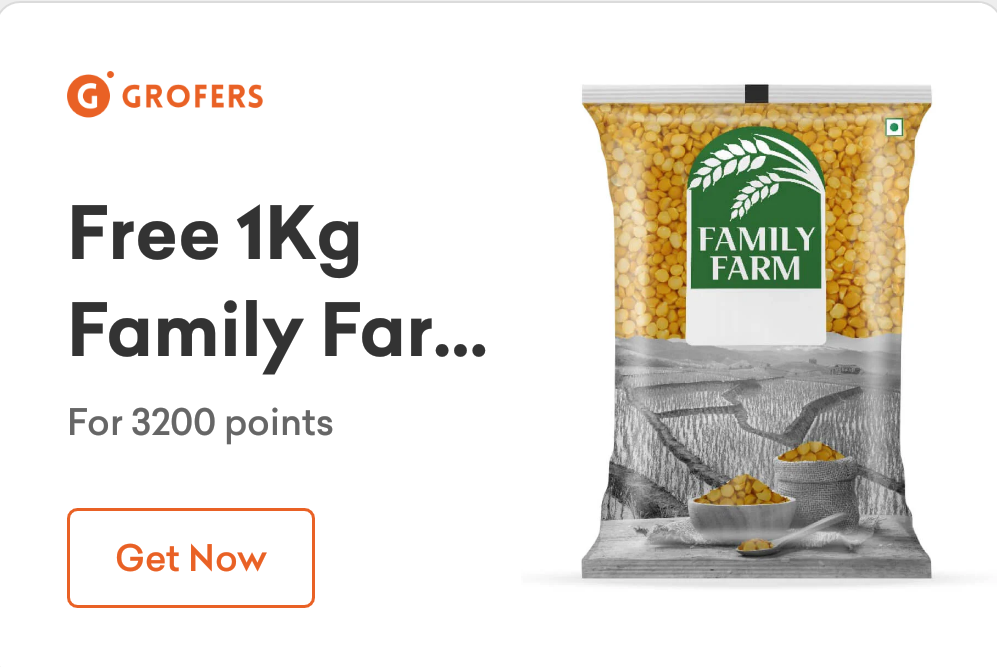 G GROFERS
Free 1Kg
Family Far...
For 3200 points
Get Now
FAMILY
FARM